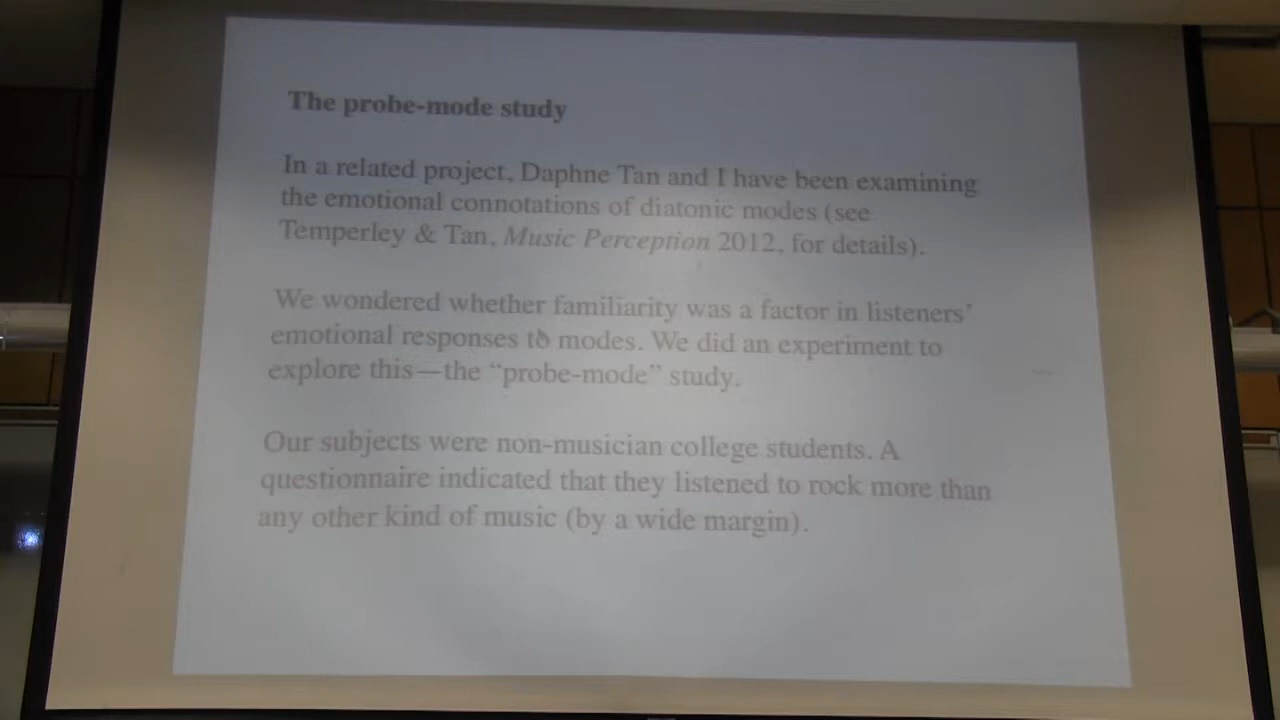 The probe-mode study
In a related project, Daphne Tan and I have been examining
the emotional connotations of diatonic modes (see
Temperley & Tan, Music Perception 2012, for details).
We wondered whether familiarity was a factor in listeners’
emotional responses to modes. We did an experiment to
explore this—the “probe-mode” study.
Our subjects were non-musician college students. A
questionnaire indicated that they listened to rock more than
any other kind of music (by a wide margin).